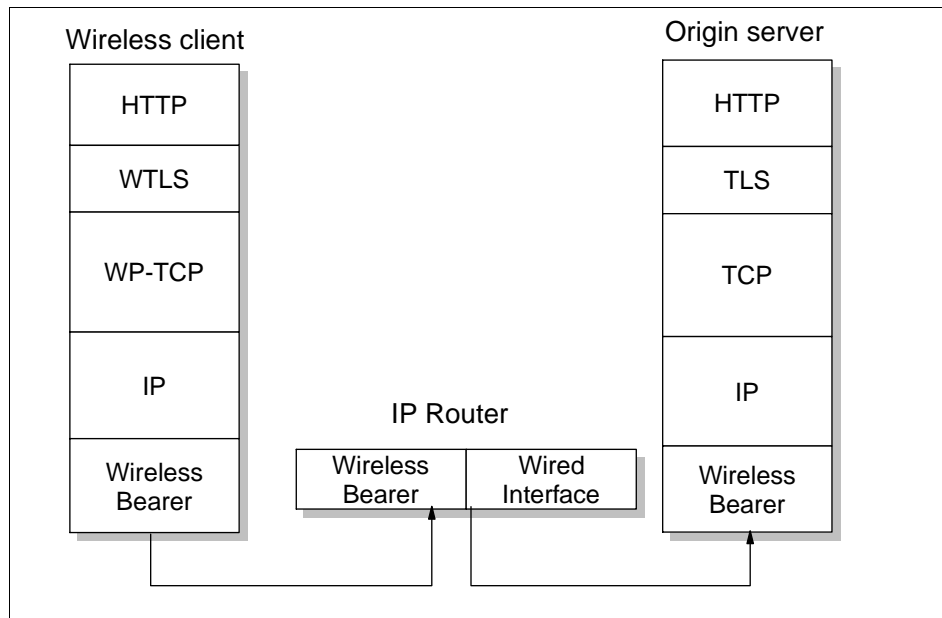 Wireless client
HTTP
WTLS
WP-TCP
IP
Wireless
Bearer
IP Router
Wireless
Bearer
Wired
Interface
Origin server
HTTP
TLS
TCP
IP
Wireless
Bearer